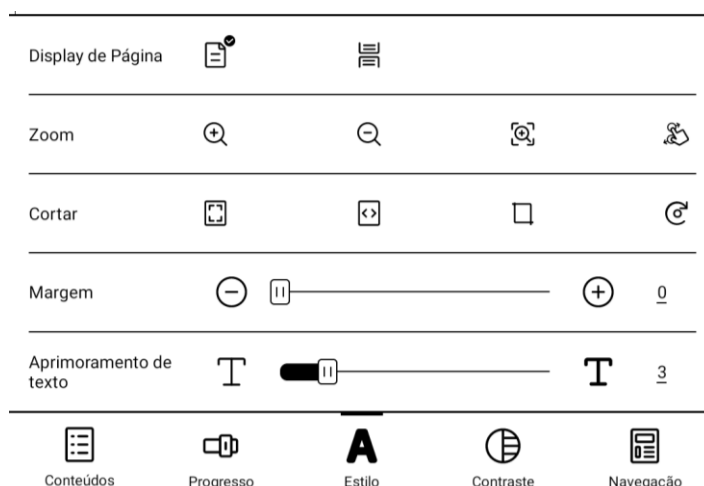 Display de Página
Zoom
Cortar
Margem
0
Aprimoramento de
texto
3
Conteúdos
Progresso
Estilo
Contraste
Navegação